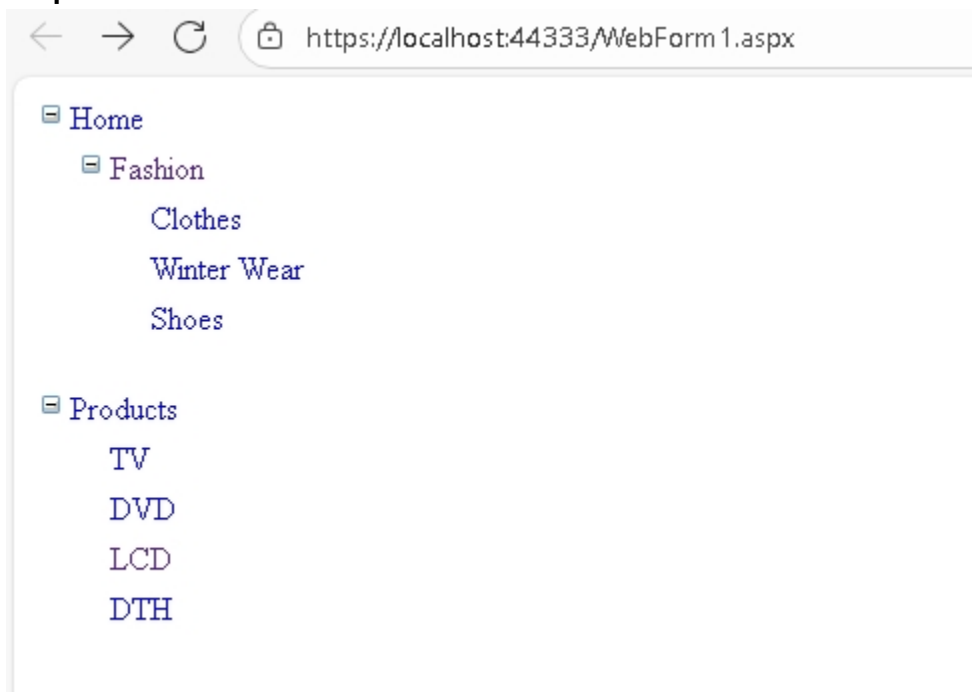 https://localhost:44333/WebForm1.aspx
Home
Fashion
Clothes
Winter Wear
Shoes
Products
TV
DVD
LCD
DTH